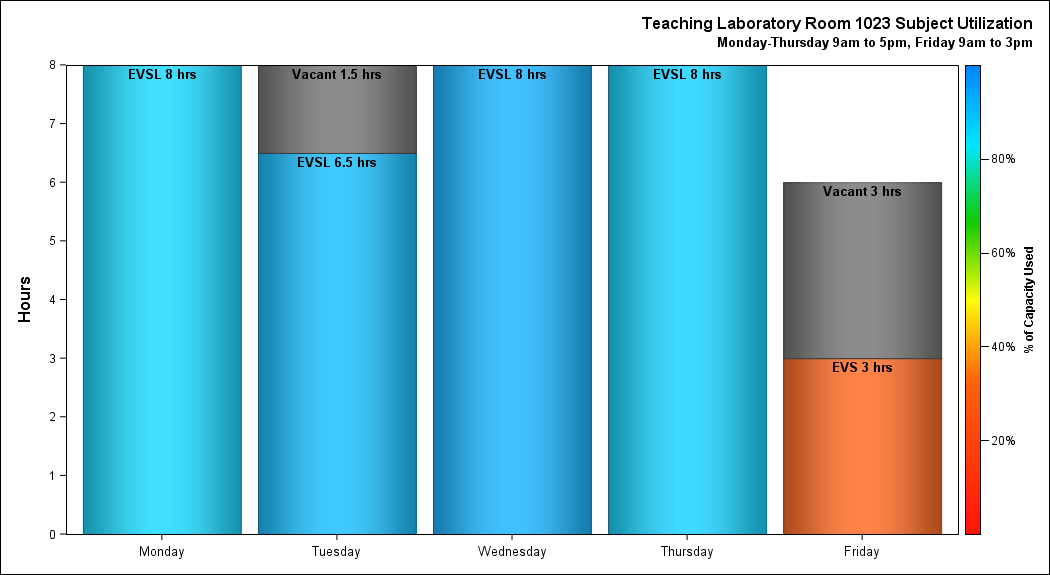 Teaching Laboratory Room 1023 Subject Utilization
Monday-Thursday 9am to 5pm, Friday 9am to 3pm
Hours
8
7
6
5
4
3
2
1
0
EVSL 8 hrs
Vacant 1.5 hrs
EVSL 6.5 hrs
EVSL 8 hrs
EVSL 8 hrs
Vacant 3 hrs
EVS 3 hrs
Monday
Tuesday
Wednesday
Thursday
Friday
80%
60%
40%
20%
% of Capacity Used